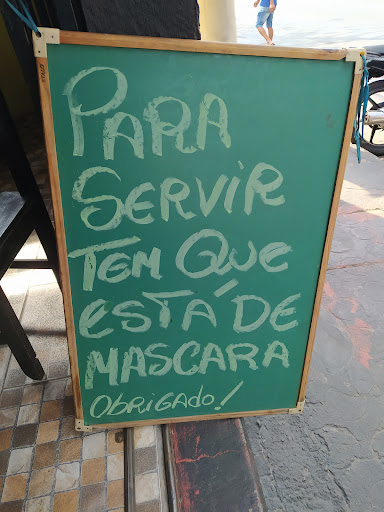 PARA
SERVIR
TEM QUE
ESTÁ DE
MASCARA
OBRIGADO!